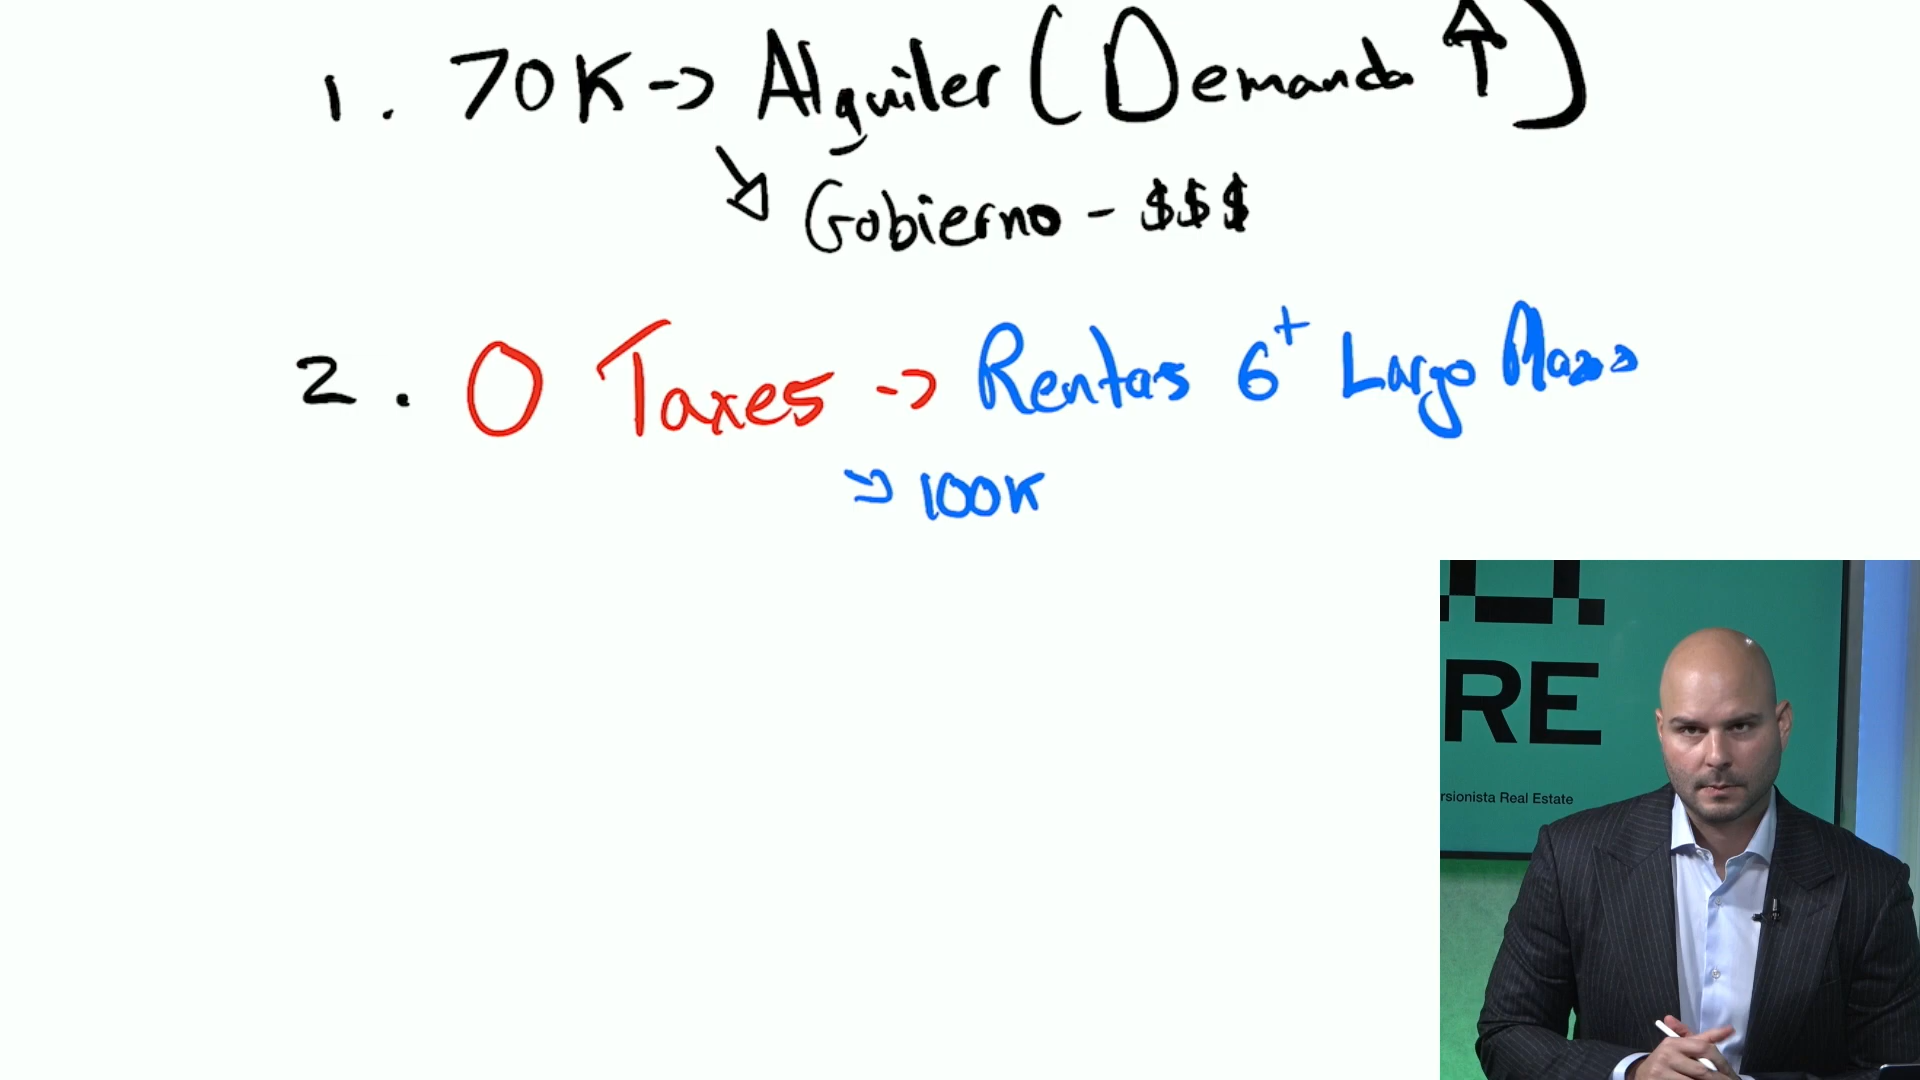 1. 70K -> Alquiler (Demanda ↑)
↘ Gobierno - $$$
2. 0 Taxes -> Rentas 6+ Largo Plazo
↘ 100K
RE
rsionista Real Estate